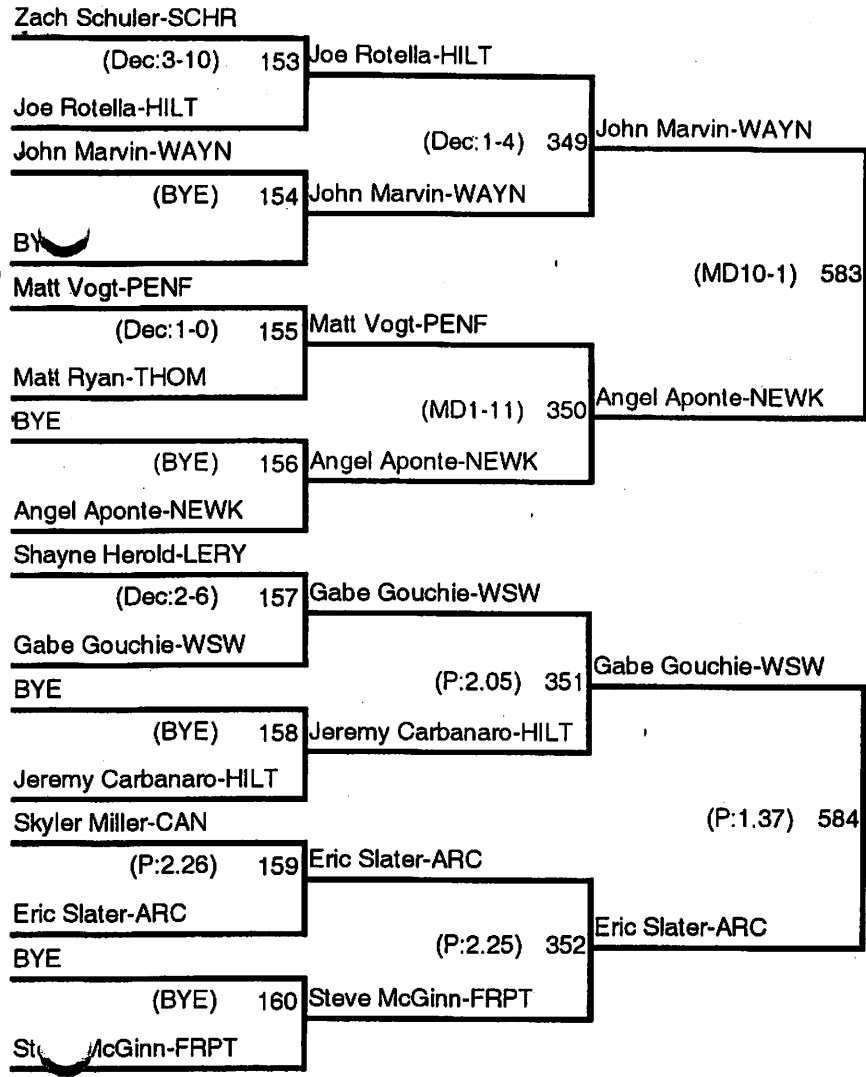 Zach Schuler-SCHR
(Dec:3-10) 153 Joe Rotella-HILT
Joe Rotella-HILT
(Dec:1-4) 349 John Marvin-WAYN
John Marvin-WAYN
(BYE) 154 John Marvin-WAYN
(MD10-1) 583
Matt Vogt-PENF
(Dec:1-0) 155 Matt Vogt-PENF
Matt Ryan-THOM
(MD1-11) 350 Angel Aponte-NEWK
BYE
(BYE) 156 Angel Aponte-NEWK
Angel Aponte-NEWK
Shayne Herold-LERY
(Dec:2-6) 157 Gabe Gouchie-WSW
Gabe Gouchie-WSW
(P:2.05) 351 Gabe Gouchie-WSW
BYE
(BYE) 158 Jeremy Carbanaro-HILT
Jeremy Carbanaro-HILT
(P:1.37) 584
Skyler Miller-CAN
(P:2.26) 159 Eric Slater-ARC
Eric Slater-ARC
(P:2.25) 352 Eric Slater-ARC
BYE
(BYE) 160 Steve McGinn-FRPT
McGinn-FRPT